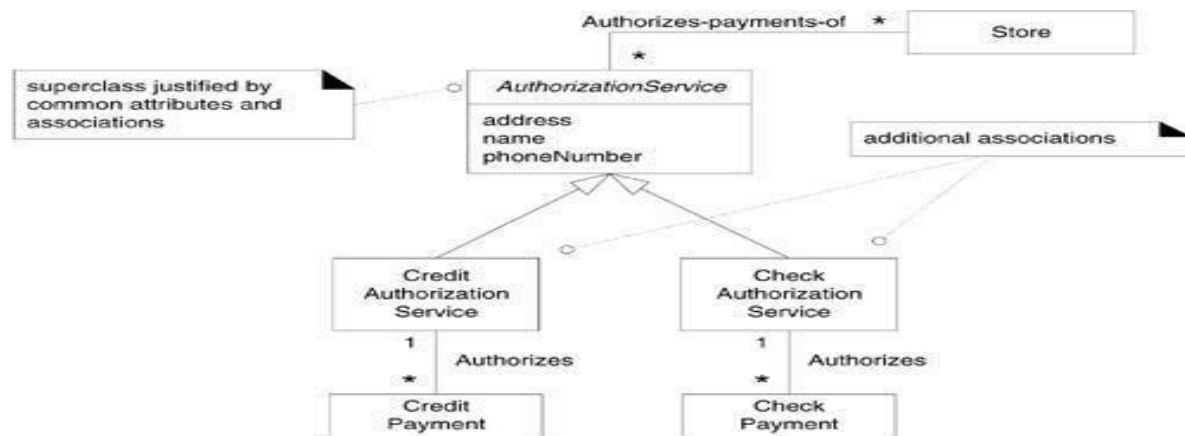 Authorizes-payments-of *
Store
*
superclass justified by
common attributes and
associations
AuthorizationService
address
name
phoneNumber
additional associations
Credit
Authorization
Service
Check
Authorization
Service
1
Authorizes
*
1
Authorizes
*
Credit
Payment
Check
Payment